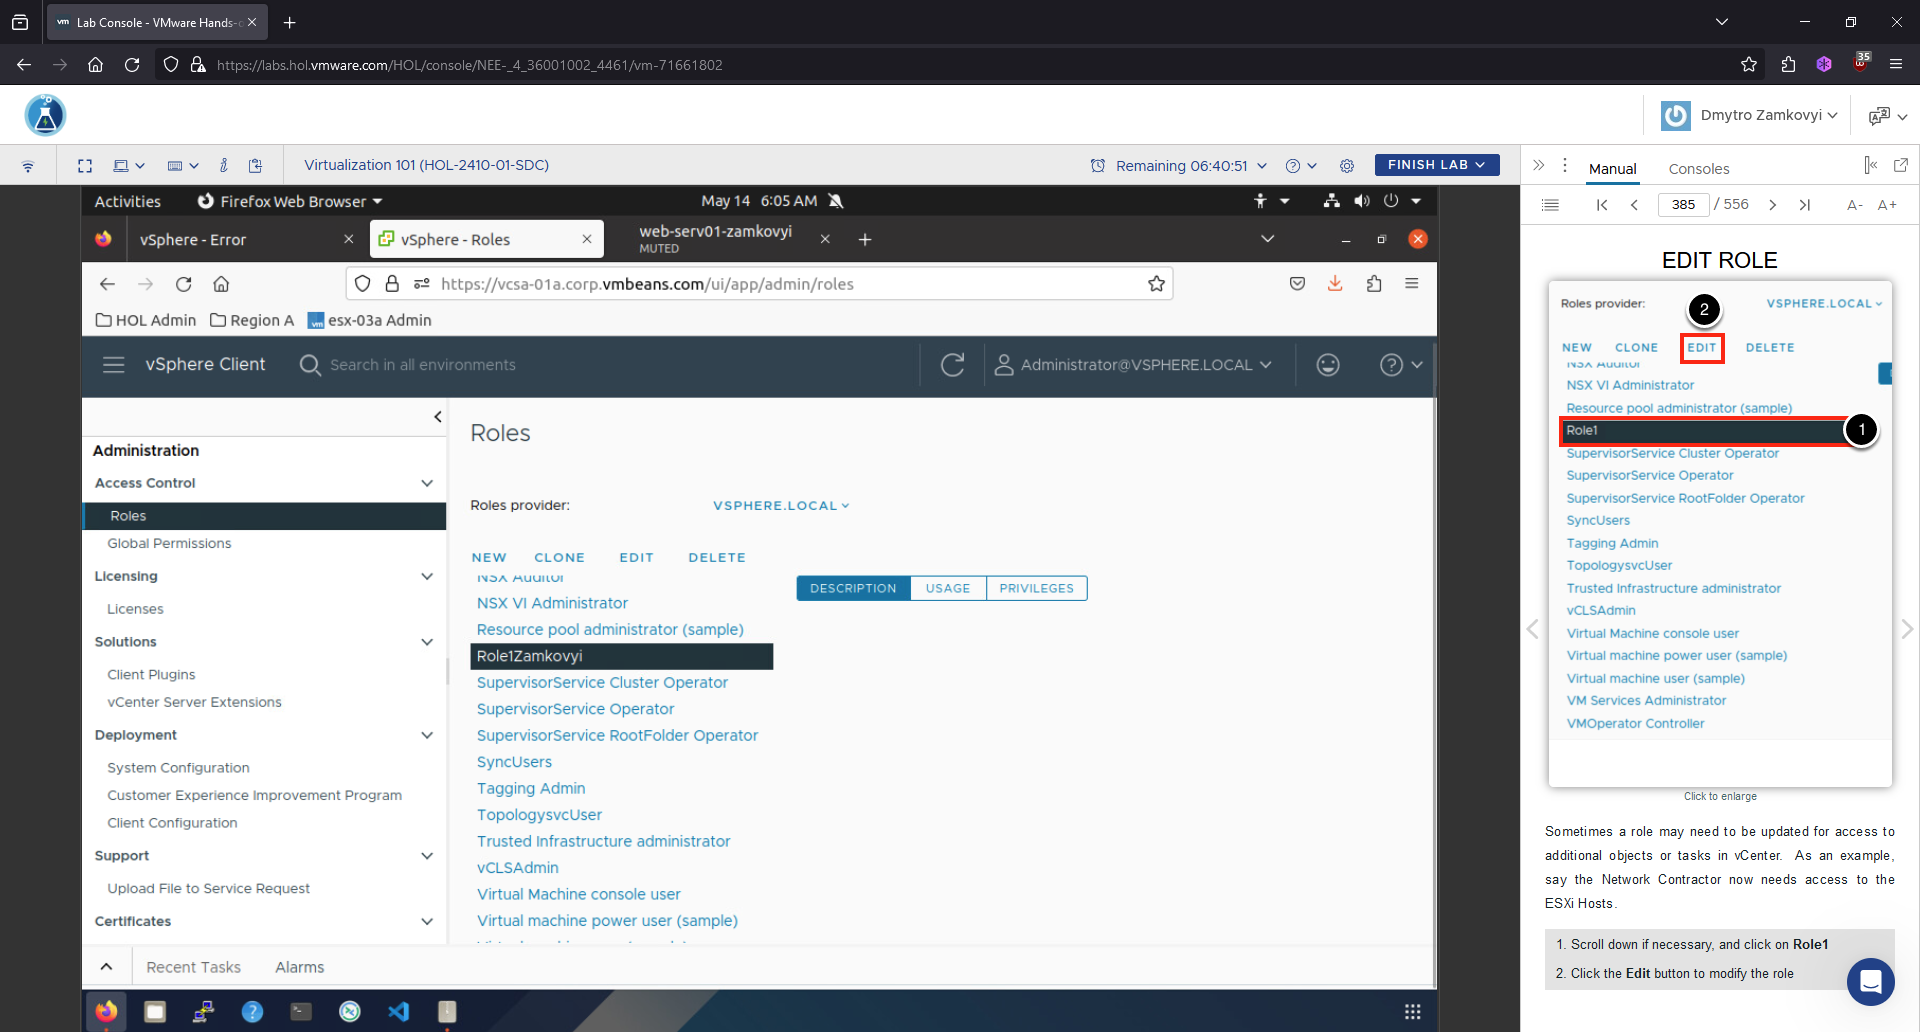 vm Lab Console - VMware Hands-o
https://labs.hol.vmware.com/HOL/console/NEE-_4_36001002_4461/vm-71661802
35
Dmytro Zamkovyi
Virtualization 101 (HOL-2410-01-SDC)
Remaining 06:40:51
FINISH LAB
Manual
Consoles
385 / 556
A- A+
Activities
Firefox Web Browser
May 14 6:05 AM
vSphere - Error
vSphere - Roles
web-serv01-zamkovyi
MUTED
https://vcsa-01a.corp.vmbeans.com/ui/app/admin/roles
HOL Admin
Region A
vm esx-03a Admin
vSphere Client
Search in all environments
Administrator@VSPHERE.LOCAL
Administration
Access Control
Roles
Global Permissions
Licensing
Licenses
Solutions
Client Plugins
vCenter Server Extensions
Deployment
System Configuration
Customer Experience Improvement Program
Client Configuration
Support
Upload File to Service Request
Certificates
Roles
Roles provider:
VSPHERE.LOCAL
NEW CLONE EDIT DELETE
NSX Auditor
NSX VI Administrator
Resource pool administrator (sample)
Role1Zamkovyi
SupervisorService Cluster Operator
SupervisorService Operator
SupervisorService RootFolder Operator
SyncUsers
Tagging Admin
TopologysvcUser
Trusted Infrastructure administrator
vCLSAdmin
Virtual Machine console user
Virtual machine power user (sample)
DESCRIPTION USAGE PRIVILEGES
Recent Tasks Alarms
EDIT ROLE
Roles provider:
VSPHERE.LOCAL
2
NEW CLONE EDIT DELETE
NSX Auditor
NSX VI Administrator
Resource pool administrator (sample)
Role1
1
SupervisorService Cluster Operator
SupervisorService Operator
SupervisorService RootFolder Operator
SyncUsers
Tagging Admin
TopologysvcUser
Trusted Infrastructure administrator
vCLSAdmin
Virtual Machine console user
Virtual machine power user (sample)
Virtual machine user (sample)
VM Services Administrator
VMOperator Controller
Click to enlarge
Sometimes a role may need to be updated for access to
additional objects or tasks in vCenter. As an example,
say the Network Contractor now needs access to the
ESXi Hosts.
1. Scroll down if necessary, and click on Role1
2. Click the Edit button to modify the role